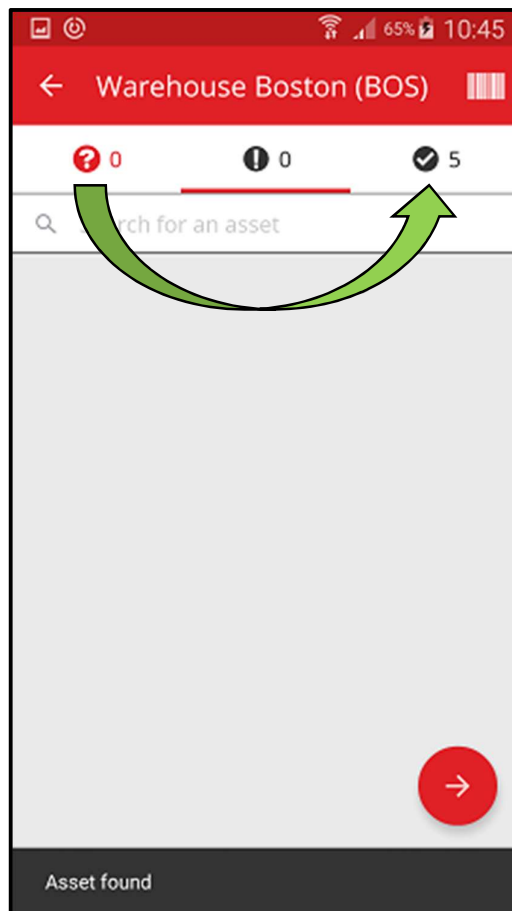 65% 10:45
Warehouse Boston (BOS)
0 0 5
rch for an asset
Asset found